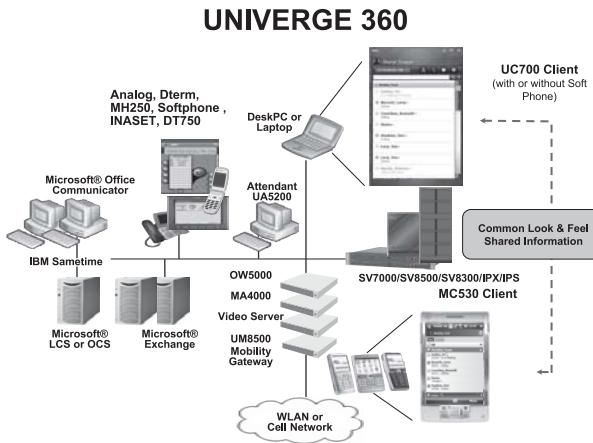 UNIVERGE 360
UC700 Client
(with or without Soft
Phone)
Analog, Dterm,
MH250, Softphone ,
INASET, DT750
DeskPC or
Laptop
Microsoft® Office
Communicator
Attendant
UA5200
Common Look & Feel
Shared Information
IBM Sametime
OW5000
SV7000/SV8500/SV8300/IPX/IPS
MA4000
MC530 Client
Video Server
Microsoft®
LCS or OCS
Microsoft®
Exchange
UM8500
Mobility
Gateway
WLAN or
Cell Network